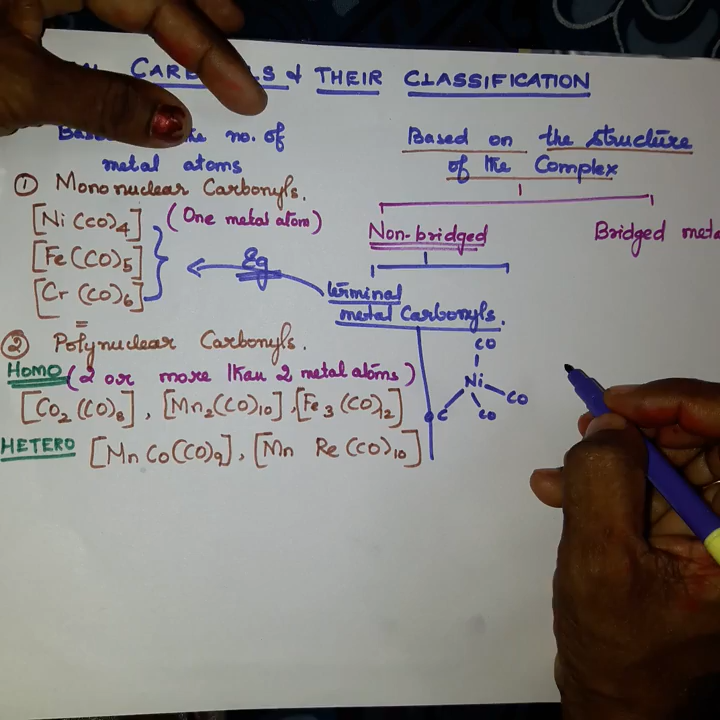 CARB LS & THEIR CLASSIFICATION
Bas no. of
metal atoms
① Mononuclear Carbonyls.
[Ni(CO)4] (One metal atom)
[Fe(CO)5]
[Cr(CO)6]
Eg
② Polynuclear Carbonyls.
HOMO (2 or more than 2 metal atoms)
[Co2(CO)8], [Mn2(CO)10], [Fe3(CO)12]
HETERO [MnCo(CO)9], [Mn Re(CO)10]
Based on the structure
of the Complex
Non-bridged Bridged meta
terminal
metal Carbonyls.
CO
Ni
CO
OC CO